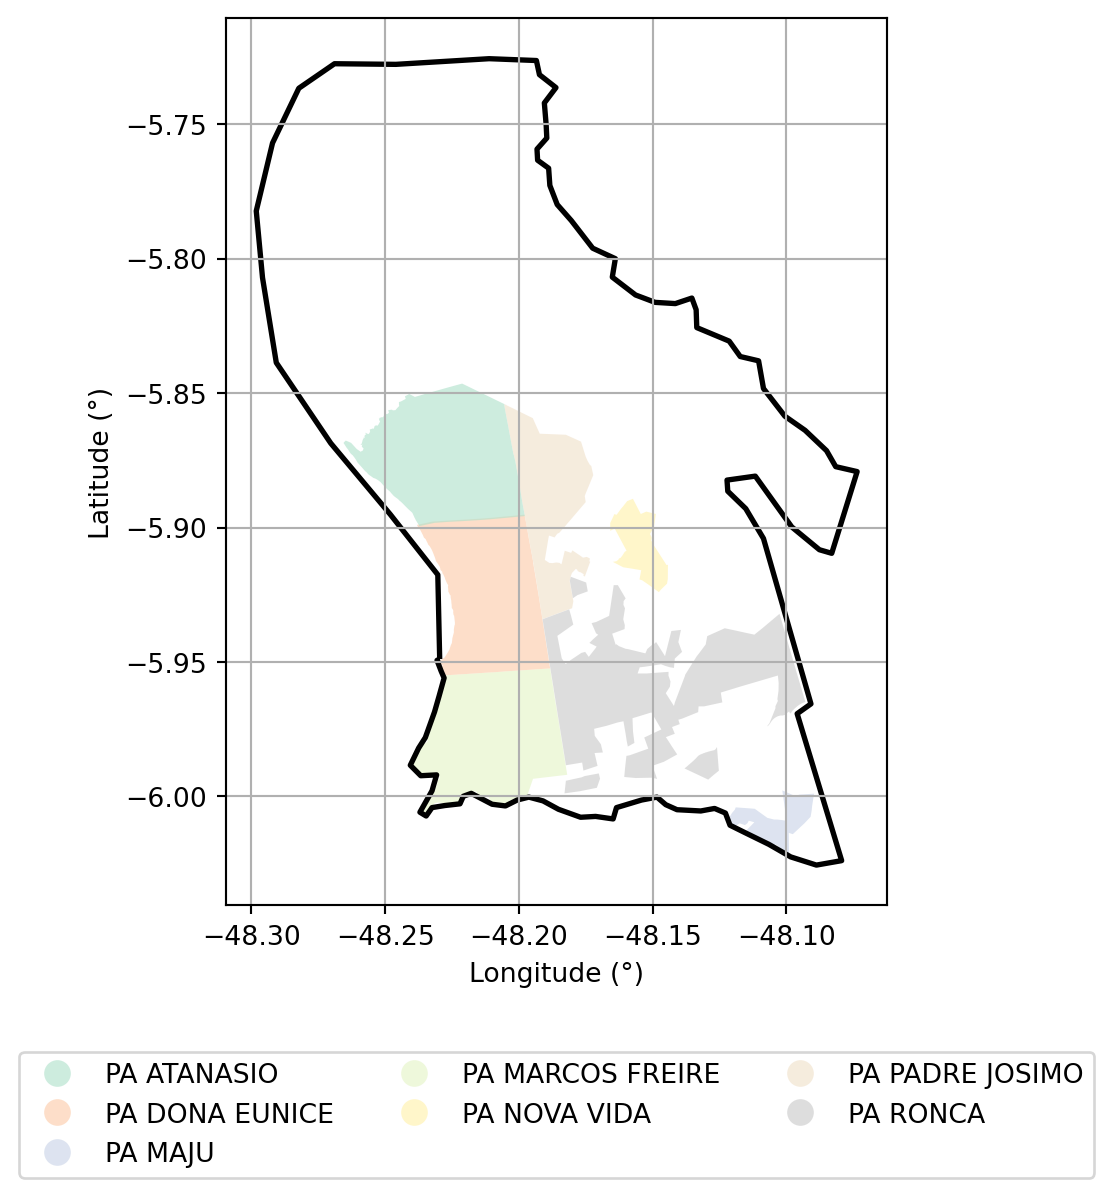 −5.75
−5.80
−5.85
−5.90
−5.95
−6.00
Latitude (°)
−48.30 −48.25 −48.20 −48.15 −48.10
Longitude (°)
PA ATANASIO PA MARCOS FREIRE PA PADRE JOSIMO
PA DONA EUNICE PA NOVA VIDA PA RONCA
PA MAJU